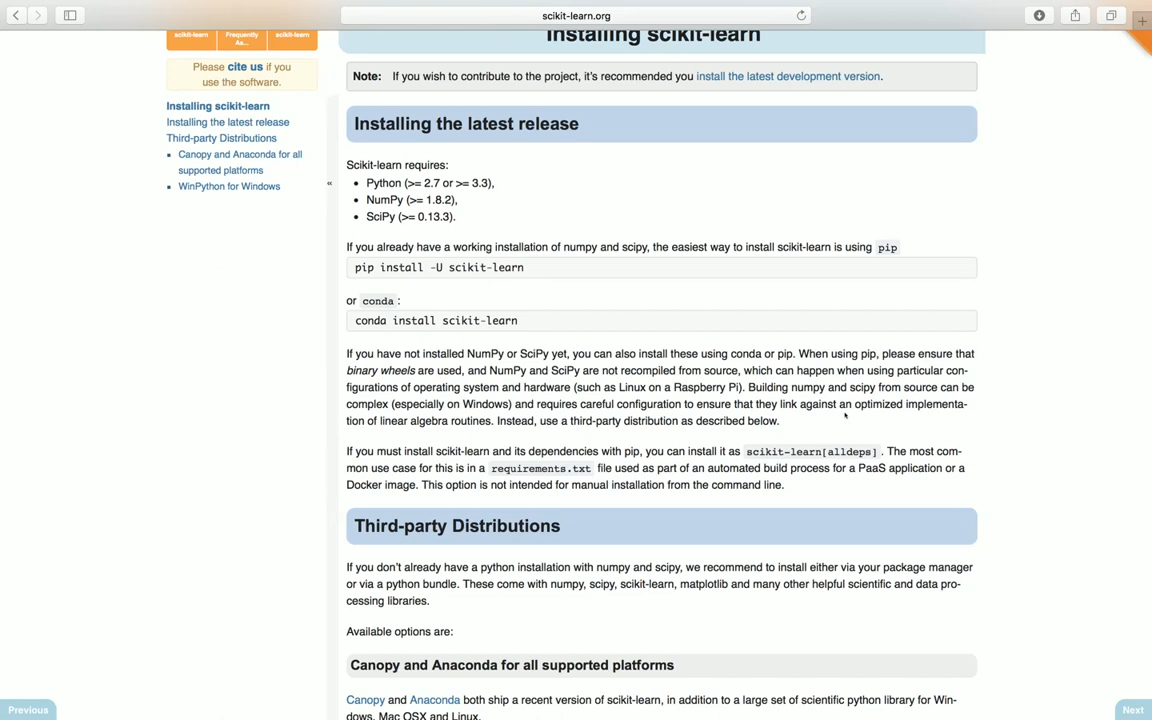 scikit-learn.org
scikit-learn
Frequently
As...
scikit-learn
Please cite us if you
use the software.
Installing scikit-learn
Installing the latest release
Third-party Distributions
Canopy and Anaconda for all
supported platforms
WinPython for Windows
«
Installing scikit-learn
Note: If you wish to contribute to the project, it's recommended you install the latest development version.
Installing the latest release
Scikit-learn requires:
Python (>= 2.7 or >= 3.3),
NumPy (>= 1.8.2),
SciPy (>= 0.13.3).
If you already have a working installation of numpy and scipy, the easiest way to install scikit-learn is using pip
pip install -U scikit-learn
or conda:
conda install scikit-learn
If you have not installed NumPy or SciPy yet, you can also install these using conda or pip. When using pip, please ensure that
binary wheels are used, and NumPy and SciPy are not recompiled from source, which can happen when using particular con-
figurations of operating system and hardware (such as Linux on a Raspberry Pi). Building numpy and scipy from source can be
complex (especially on Windows) and requires careful configuration to ensure that they link against an optimized implementa-
tion of linear algebra routines. Instead, use a third-party distribution as described below.
If you must install scikit-learn and its dependencies with pip, you can install it as scikit-learn[alldeps]. The most com-
mon use case for this is in a requirements.txt file used as part of an automated build process for a PaaS application or a
Docker image. This option is not intended for manual installation from the command line.
Third-party Distributions
If you don't already have a python installation with numpy and scipy, we recommend to install either via your package manager
or via a python bundle. These come with numpy, scipy, scikit-learn, matplotlib and many other helpful scientific and data pro-
cessing libraries.
Available options are:
Canopy and Anaconda for all supported platforms
Canopy and Anaconda both ship a recent version of scikit-learn, in addition to a large set of scientific python library for Win-
dows, Mac OSX and Linux.
Previous
Next